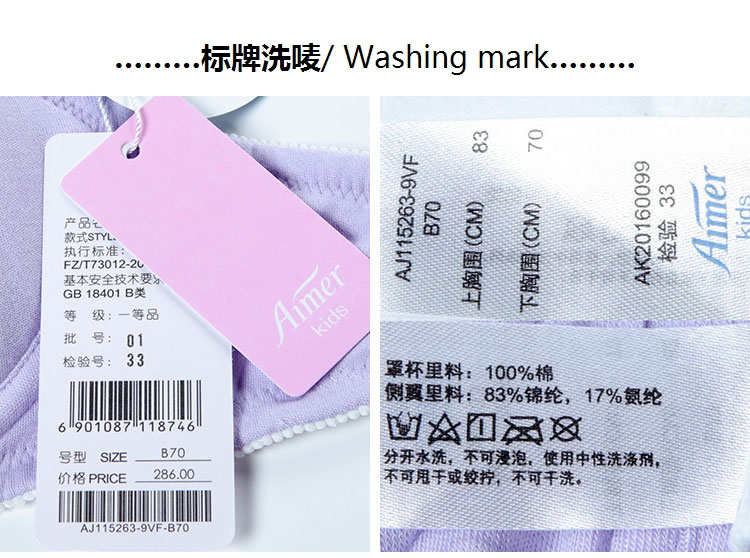 .........标牌洗唛/ Washing mark.........
产品名
款式STYL
执行标准:
FZ/T73012-20
基本安全技术要求
GB 18401 B类
等 级: 一等品
批 号: 01
检验号: 33
6 901087 118746
号型 SIZE B70
价格 PRICE 286.00
AJ115263-9VF-B70
Aimer
kids
AJ115263-9VF
B70
上胸围(CM) 83
下胸围(CM) 70
AK20160099
检验 33
Aimer
kids
罩杯里料: 100%棉
侧翼里料: 83%锦纶, 17%氨纶
分开水洗, 不可浸泡, 使用中性洗涤剂,
不可甩干或绞拧, 不可干洗.